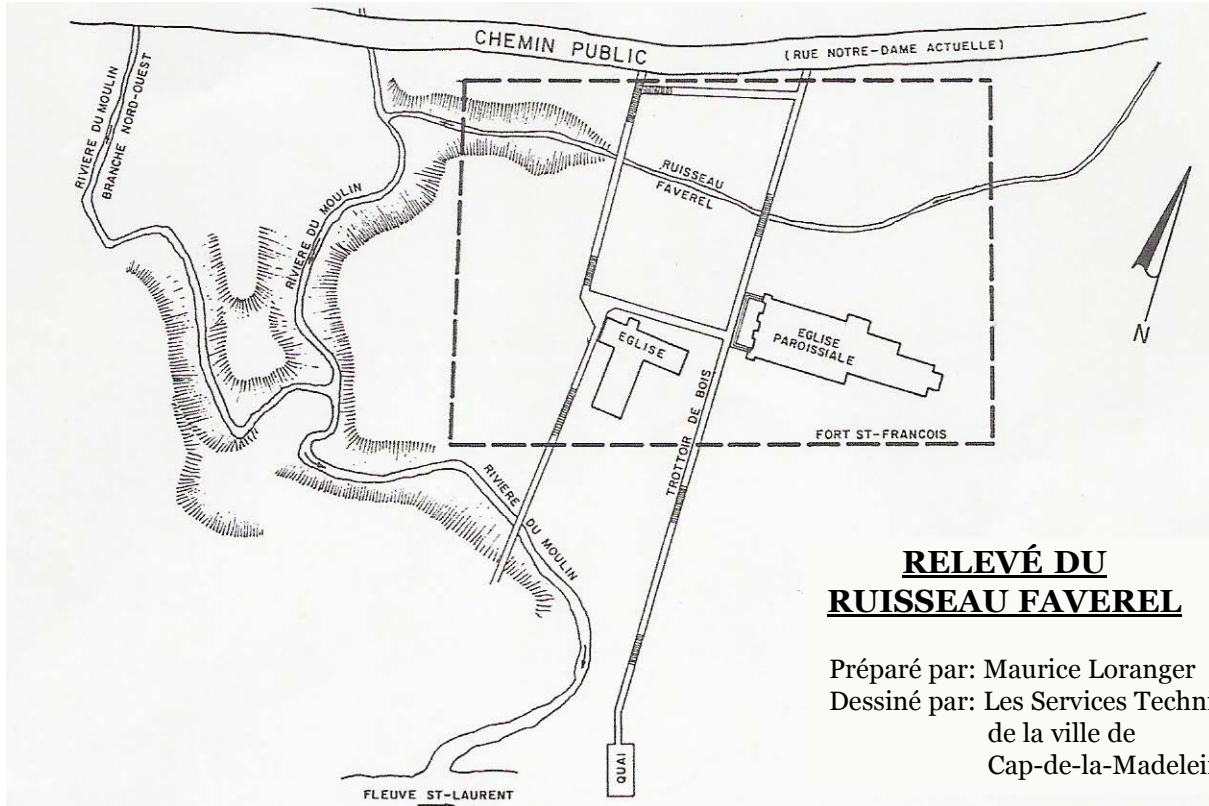 CHEMIN PUBLIC
(RUE NOTRE-DAME ACTUELLE)
RIVIERE DU MOULIN
BRANCHE NORD-OUEST
RIVIERE DU MOULIN
RUISSEAU
FAVEREL
N
EGLISE
EGLISE
PAROISSIALE
TROTTOIR DE BOIS
FORT ST-FRANCOIS
RIVIERE
DU MOULIN
RELEVÉ DU
RUISSEAU FAVEREL
Préparé par: Maurice Loranger
Dessiné par: Les Services Techni
de la ville de
Cap-de-la-Madelei
QUAI
FLEUVE ST-LAURENT